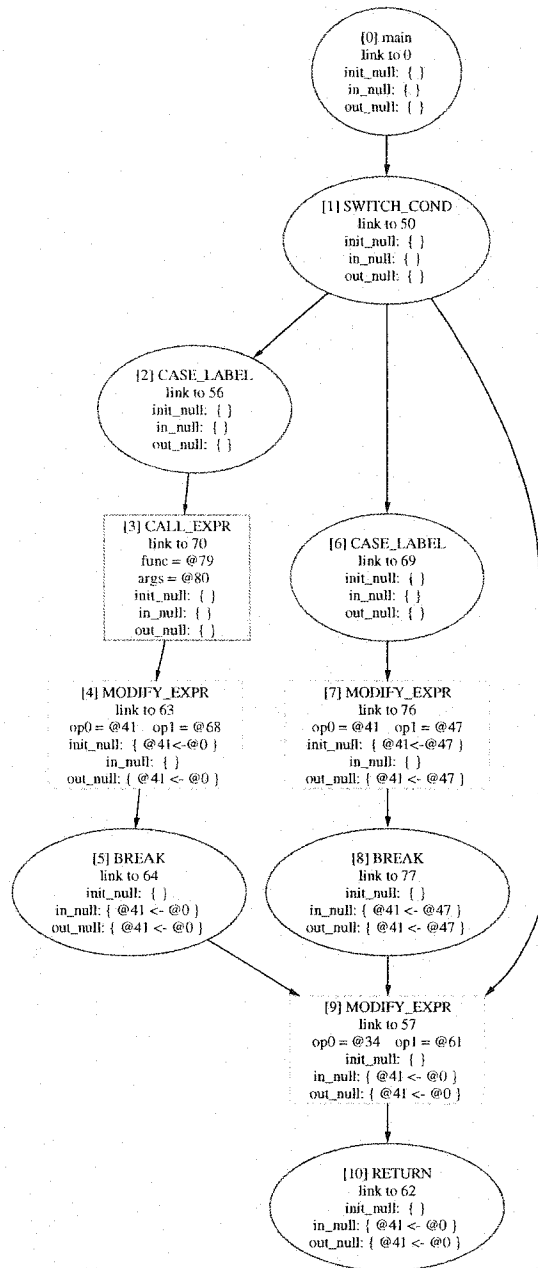 [0] main
link to 0
init_null: { }
in_null: { }
out_null: { }
[1] SWITCH_COND
link to 50
init_null: { }
in_null: { }
out_null: { }
[2] CASE_LABEL
link to 56
init_null: { }
in_null: { }
out_null: { }
[3] CALL_EXPR
link to 70
func = @79
args = @80
init_null: { }
in_null: { }
out_null: { }
[6] CASE_LABEL
link to 69
init_null: { }
in_null: { }
out_null: { }
[4] MODIFY_EXPR
link to 63
op0 = @41 op1 = @68
init_null: { @41<-@0 }
in_null: { }
out_null: { @41 <- @0 }
[7] MODIFY_EXPR
link to 76
op0 = @41 op1 = @47
init_null: { @41<-@47 }
in_null: { }
out_null: { @41 <- @47 }
[5] BREAK
link to 64
init_null: { }
in_null: { @41 <- @0 }
out_null: { @41 <- @0 }
[8] BREAK
link to 77
init_null: { }
in_null: { @41 <- @47 }
out_null: { @41 <- @47 }
[9] MODIFY_EXPR
link to 57
op0 = @34 op1 = @61
init_null: { }
in_null: { @41 <- @0 }
out_null: { @41 <- @0 }
[10] RETURN
link to 62
init_null: { }
in_null: { @41 <- @0 }
out_null: { @41 <- @0 }